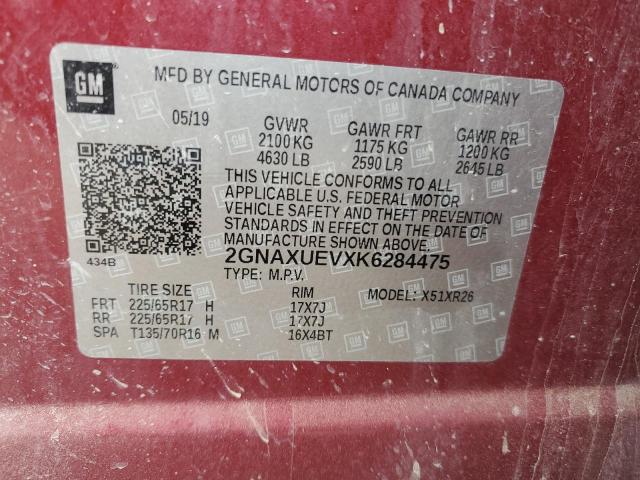 GM
MFD BY GENERAL MOTORS OF CANADA COMPANY
05/19 GVWR GAWR FRT GAWR RR
2100 KG 1175 KG 1200 KG
4630 LB 2590 LB 2645 LB
THIS VEHICLE CONFORMS TO ALL
APPLICABLE U.S. FEDERAL MOTOR
VEHICLE SAFETY AND THEFT PREVENTION
STANDARDS IN EFFECT ON THE DATE OF
MANUFACTURE SHOWN ABOVE.
434B 2GNAXUEVXK6284475
TYPE: M.P.V. MODEL: X51XR26
TIRE SIZE RIM
FRT 225/65R17 H 17X7J
RR 225/65R17 H 17X7J
SPA T135/70R16 M 16X4BT